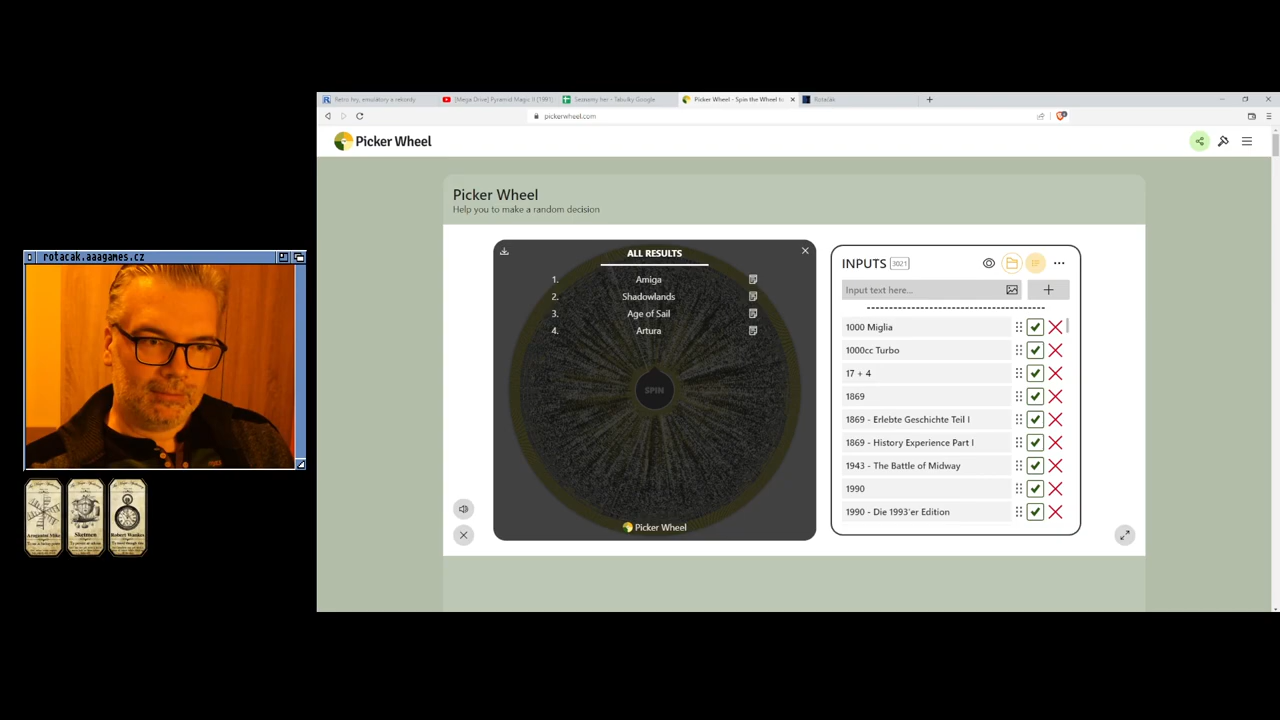 Retro hry, emulátory a rekordy
[Mega Drive] Pyramid Magic II (1991)
Seznamy her - Tabulky Google
Picker Wheel - Spin the Wheel to
Rotačák
pickerwheel.com
Picker Wheel
Picker Wheel
Help you to make a random decision
rotacak.aaagames.cz
ALL RESULTS
1. Amiga
2. Shadowlands
3. Age of Sail
4. Artura
SPIN
Picker Wheel
INPUTS 3021
Input text here...
1000 Miglia
1000cc Turbo
17 + 4
1869
1869 - Erlebte Geschichte Teil I
1869 - History Experience Part I
1943 - The Battle of Midway
1990
1990 - Die 1993'er Edition
Sketmen